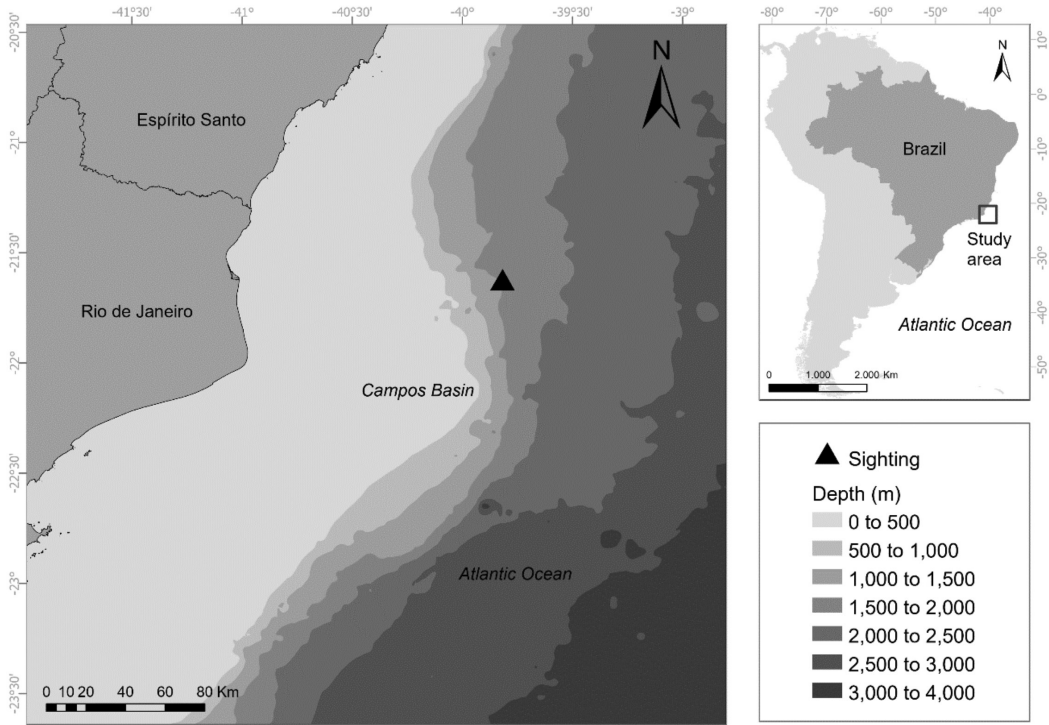 -41°30' -41° -40°30' -40° -39°30' -39°
-20°30'
-21°
-21°30'
-22°
-22°30'
-23°
-23°30'
N
Espírito Santo
Rio de Janeiro
Campos Basin
Atlantic Ocean
0 10 20 40 60 80 Km
-80° -70° -60° -50° -40°
10°
0°
-10°
-20°
-30°
-40°
-50°
N
Brazil
Study
area
Atlantic Ocean
0 1.000 2.000 Km
Sighting
Depth (m)
0 to 500
500 to 1,000
1,000 to 1,500
1,500 to 2,000
2,000 to 2,500
2,500 to 3,000
3,000 to 4,000